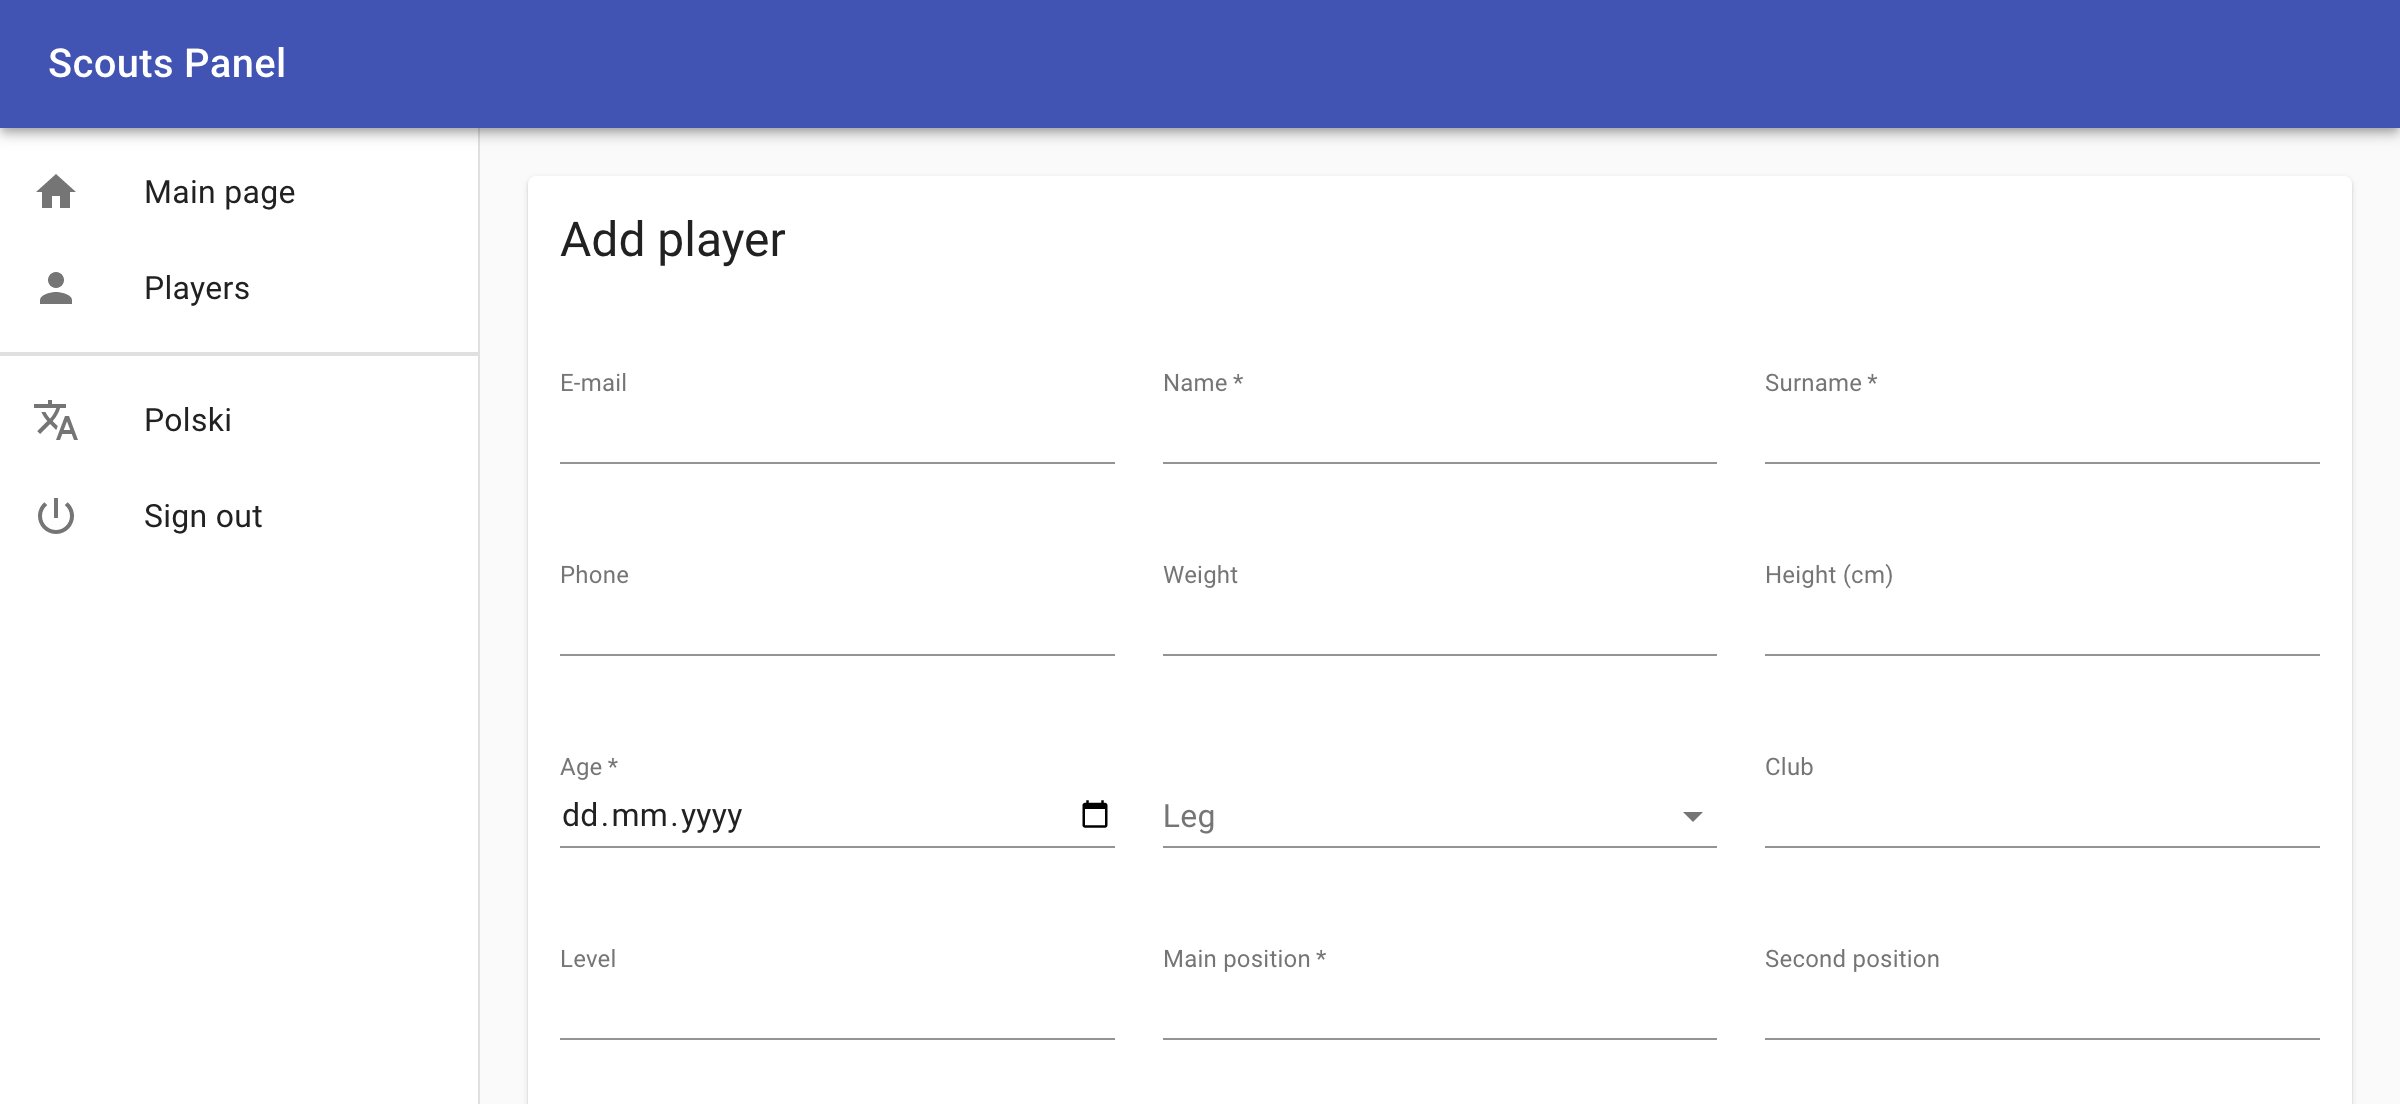 Scouts Panel
Main page
Players
Polski
Sign out
Add player
E-mail
Name *
Surname *
Phone
Weight
Height (cm)
Age *
dd.mm.yyyy
Leg
Club
Level
Main position *
Second position